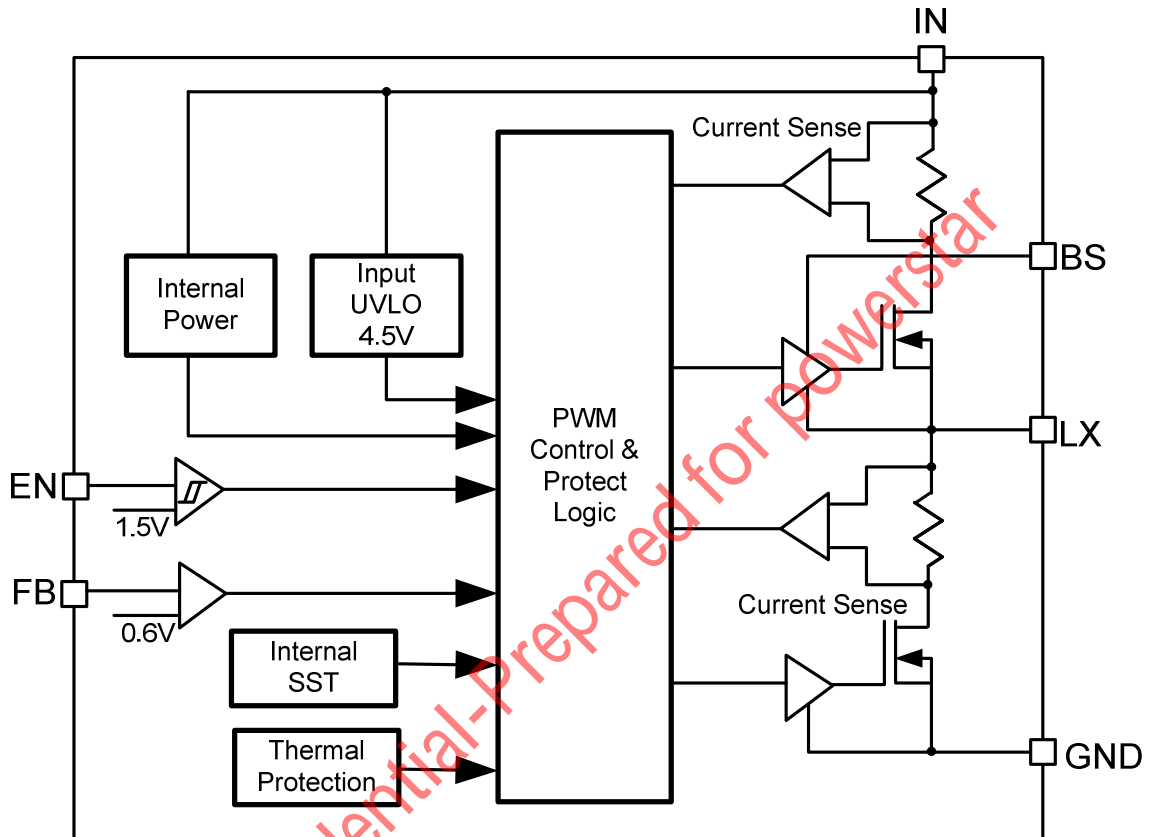 IN
Current Sense
BS
Internal
Power
Input
UVLO
4.5V
PWM
Control &
Protect
Logic
LX
EN
1.5V
FB
0.6V
Current Sense
Internal
SST
Thermal
Protection
GND
dential-Prepared for powerstar